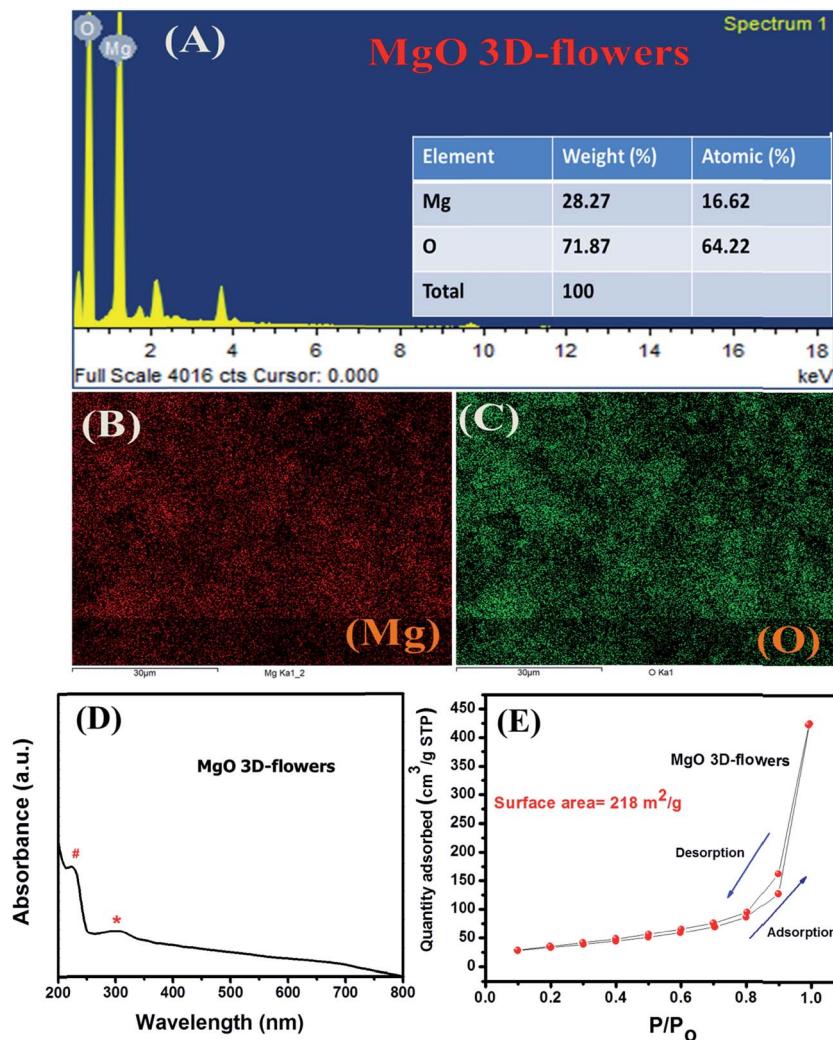 Spectrum 1
O
Mg
(A)
MgO 3D-flowers
Element Weight (%) Atomic (%)
Mg 28.27 16.62
O 71.87 64.22
Total 100
2 4 6 8 10 12 14 16 18
Full Scale 4016 cts Cursor: 0.000 keV
(B)
(Mg)
30µm Mg Ka1_2
(C)
(O)
30µm O Ka1
(D)
MgO 3D-flowers
#
*
Absorbance (a.u.)
200 300 400 500 600 700 800
Wavelength (nm)
(E)
MgO 3D-flowers
Surface area= 218 m²/g
Desorption
Adsorption
Quantity adsorbed (cm³/g STP)
450
400
350
300
250
200
150
100
50
0
0.0 0.2 0.4 0.6 0.8 1.0
P/P₀